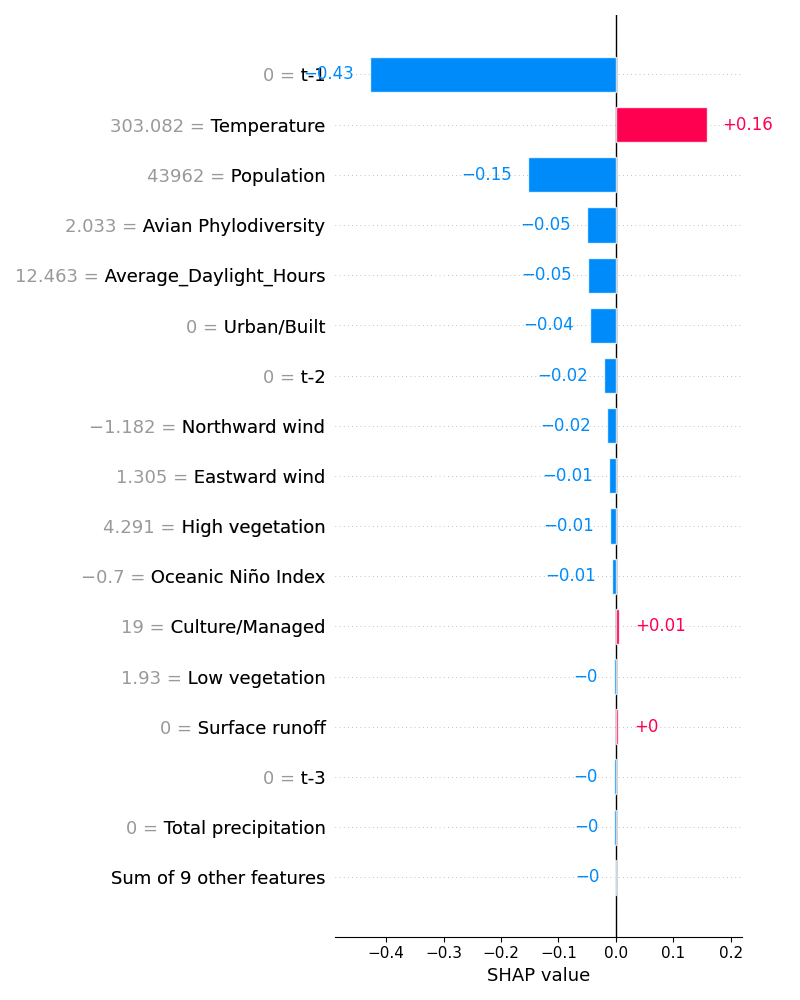 0 = t-1 −0.43
303.082 = Temperature +0.16
43962 = Population −0.15
2.033 = Avian Phylodiversity −0.05
12.463 = Average_Daylight_Hours −0.05
0 = Urban/Built −0.04
0 = t-2 −0.02
−1.182 = Northward wind −0.02
1.305 = Eastward wind −0.01
4.291 = High vegetation −0.01
−0.7 = Oceanic Niño Index −0.01
19 = Culture/Managed +0.01
1.93 = Low vegetation −0
0 = Surface runoff +0
0 = t-3 −0
0 = Total precipitation −0
Sum of 9 other features −0
−0.4 −0.3 −0.2 −0.1 0.0 0.1 0.2
SHAP value